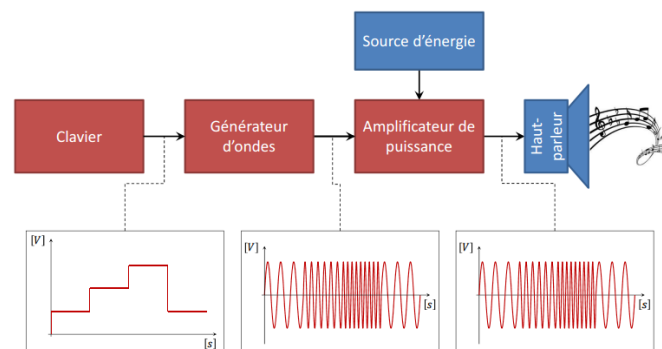 Source d'énergie
Clavier
Générateur
d'ondes
Amplificateur de
puissance
Haut-
parleur
[V]
[s]
[V]
[s]
[V]
[s]